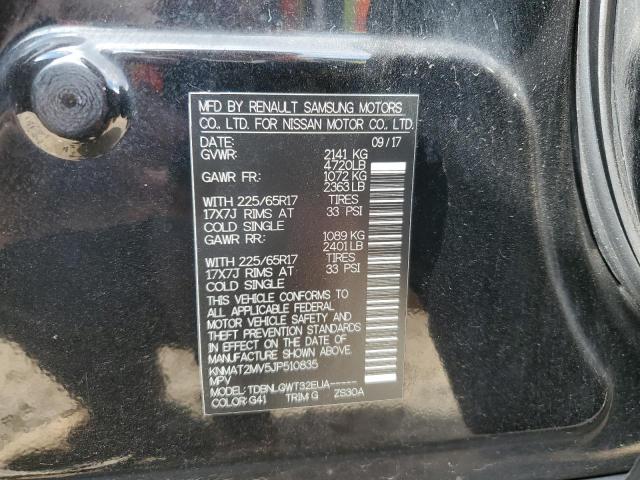 MFD BY RENAULT SAMSUNG MOTORS
CO., LTD. FOR NISSAN MOTOR CO., LTD.
DATE: 09/17
GVWR: 2141 KG
4720LB
GAWR FR: 1072 KG
2363 LB
WITH 225/65R17 TIRES
17X7J RIMS AT 33 PSI
COLD SINGLE
GAWR RR: 1089 KG
2401 LB
WITH 225/65R17 TIRES
17X7J RIMS AT 33 PSI
COLD SINGLE
THIS VEHICLE CONFORMS TO
ALL APPLICABLE FEDERAL
MOTOR VEHICLE SAFETY AND
THEFT PREVENTION STANDARDS
IN EFFECT ON THE DATE OF
MANUFACTURE SHOWN ABOVE.
KNMAT2MV5JP510835
MPV
MODEL: TDBNLQWT32EUA-----
COLOR: G41 TRIM: G ZS30A